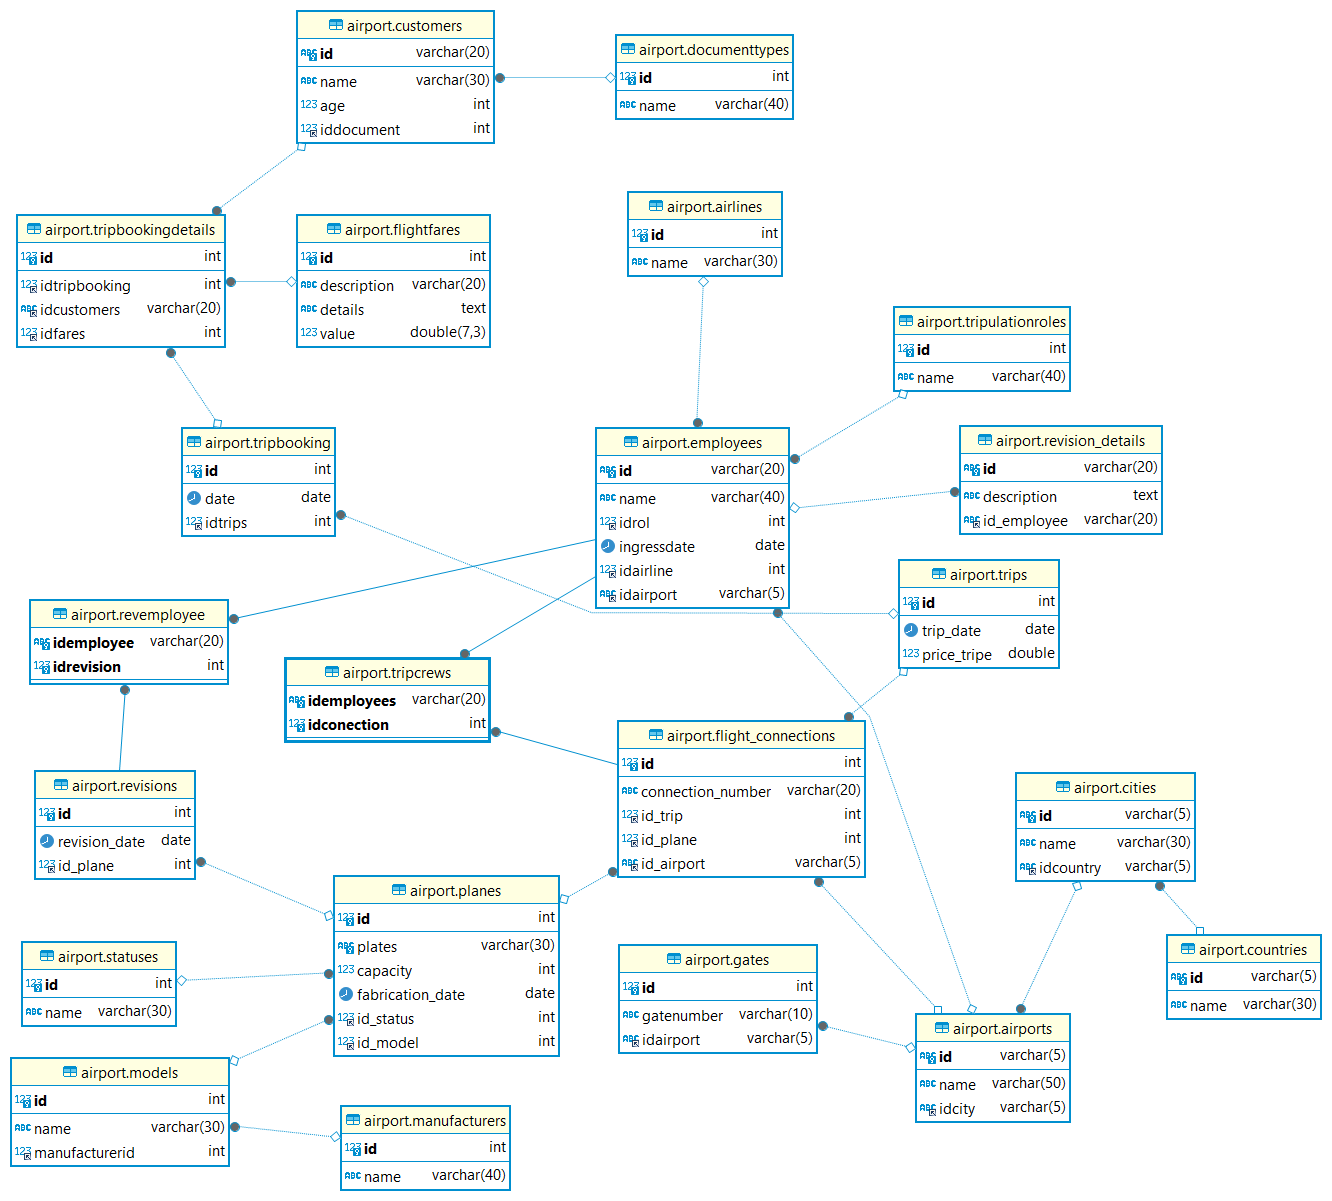 airport.customers
id varchar(20)
name varchar(30)
age int
iddocument int
airport.documenttypes
id int
name varchar(40)
airport.tripbookingdetails
id int
idtripbooking int
idcustomers varchar(20)
idfares int
airport.flightfares
id int
description varchar(20)
details text
value double(7,3)
airport.airlines
id int
name varchar(30)
airport.tripulationroles
id int
name varchar(40)
airport.tripbooking
id int
date date
idtrips int
airport.employees
id varchar(20)
name varchar(40)
idrol int
ingressdate date
idairline int
idairport varchar(5)
airport.revision_details
id varchar(20)
description text
id_employee varchar(20)
airport.trips
id int
trip_date date
price_tripe double
airport.revemployee
idemployee varchar(20)
idrevision int
airport.tripcrews
idemployees varchar(20)
idconection int
airport.flight_connections
id int
connection_number varchar(20)
id_trip int
id_plane int
id_airport varchar(5)
airport.revisions
id int
revision_date date
id_plane int
airport.cities
id varchar(5)
name varchar(30)
idcountry varchar(5)
airport.planes
id int
plates varchar(30)
capacity int
fabrication_date date
id_status int
id_model int
airport.statuses
id int
name varchar(30)
airport.gates
id int
gatenumber varchar(10)
idairport varchar(5)
airport.countries
id varchar(5)
name varchar(30)
airport.airports
id varchar(5)
name varchar(50)
idcity varchar(5)
airport.models
id int
name varchar(30)
manufacturerid int
airport.manufacturers
id int
name varchar(40)